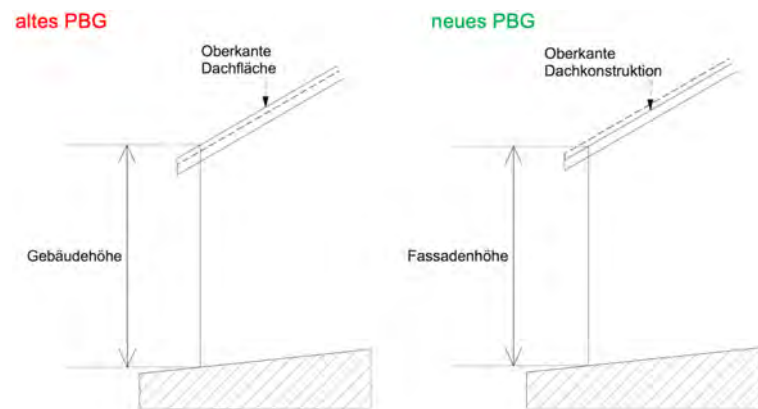 altes PBG
Oberkante
Dachfläche
Gebäudehöhe
neues PBG
Oberkante
Dachkonstruktion
Fassadenhöhe